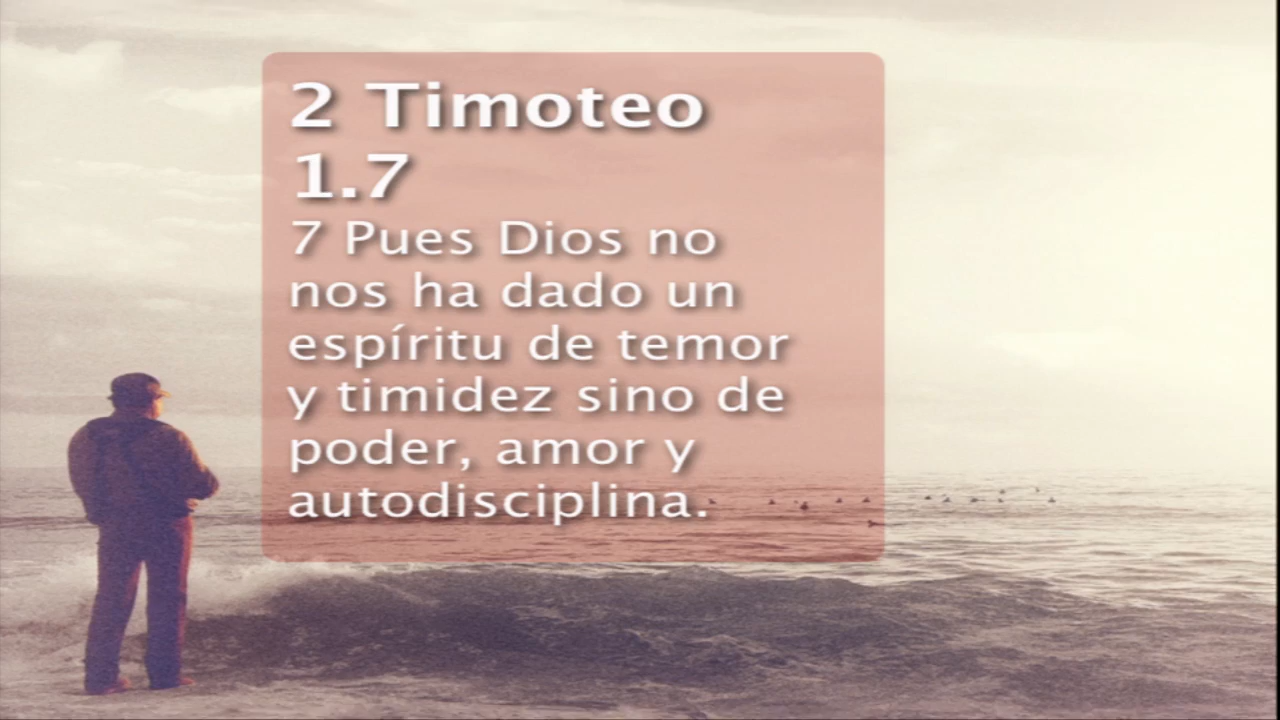 2 Timoteo
1.7
7 Pues Dios no
nos ha dado un
espíritu de temor
y timidez sino de
poder, amor y
autodisciplina.